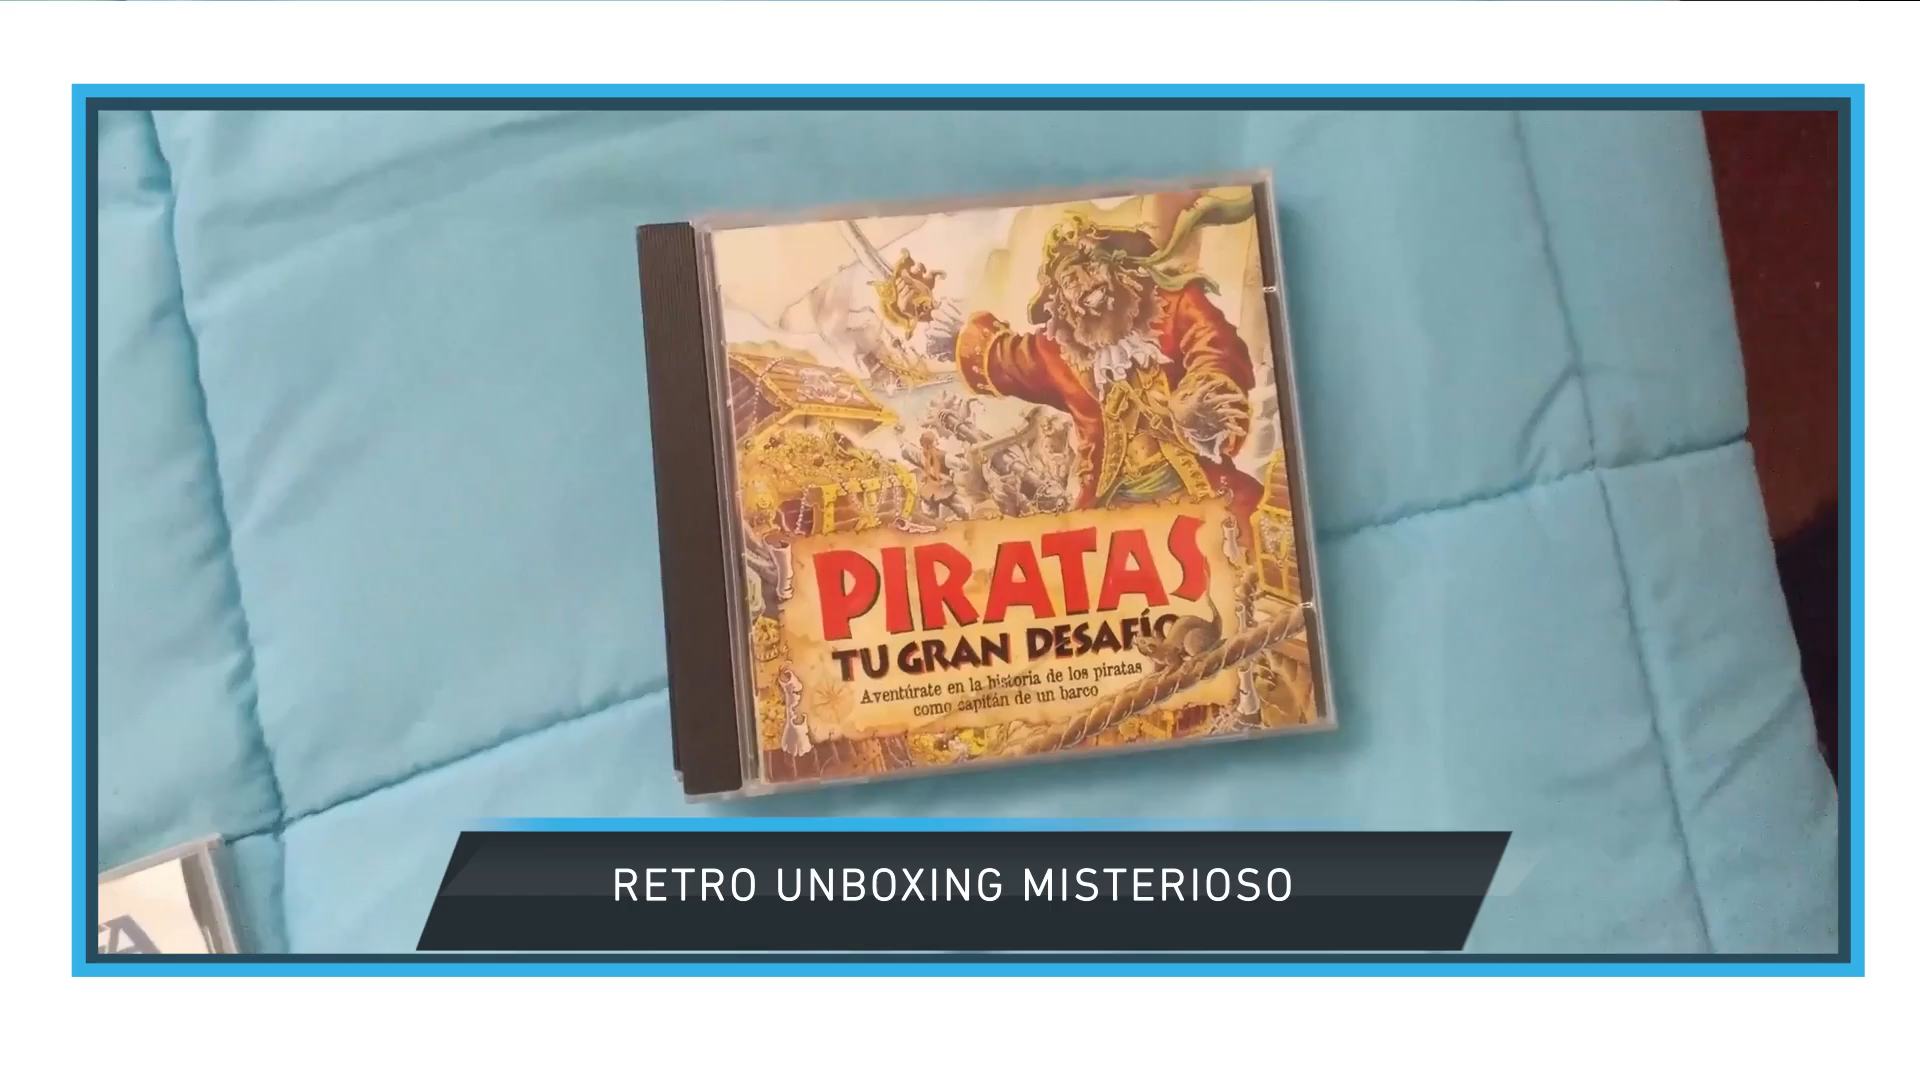 PIRATAS
TU GRAN DESAFÍO
Aventúrate en la historia de los piratas
como capitán de un barco
RETRO UNBOXING MISTERIOSO